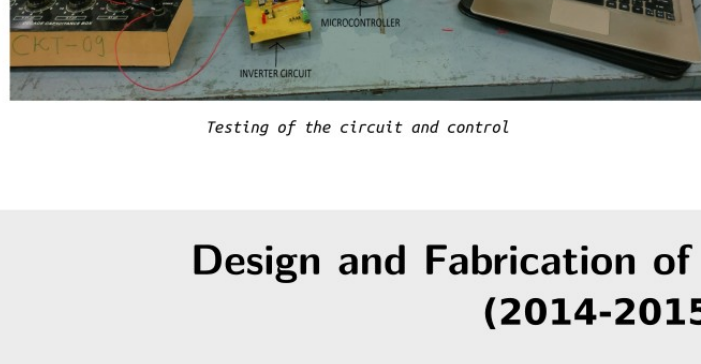 MICROCONTROLLER
CKT-09
INVERTER CIRCUIT
Testing of the circuit and control
Design and Fabrication of
(2014-2015